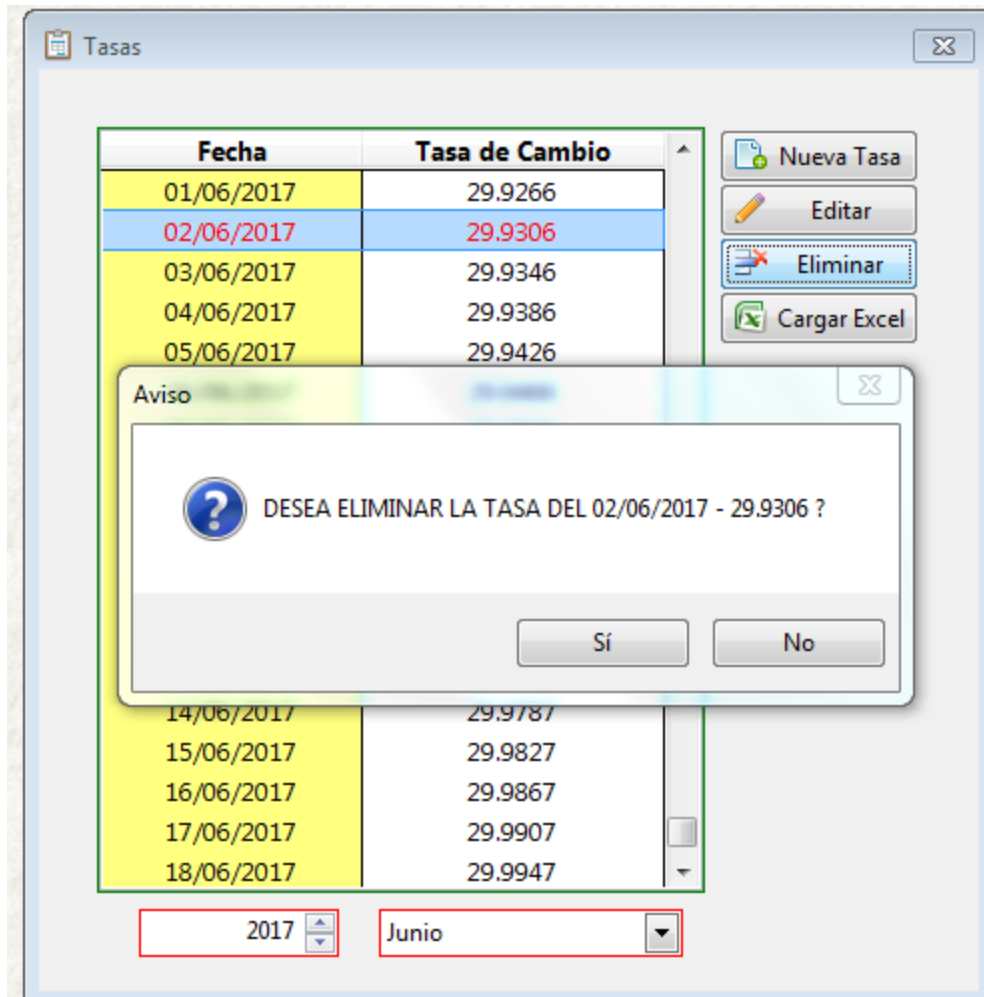 Tasas
Fecha Tasa de Cambio
01/06/2017 29.9266
02/06/2017 29.9306
03/06/2017 29.9346
04/06/2017 29.9386
05/06/2017 29.9426
Nueva Tasa
Editar
Eliminar
Cargar Excel
Aviso
DESEA ELIMINAR LA TASA DEL 02/06/2017 - 29.9306 ?
Sí No
14/06/2017 29.9787
15/06/2017 29.9827
16/06/2017 29.9867
17/06/2017 29.9907
18/06/2017 29.9947
2017 Junio